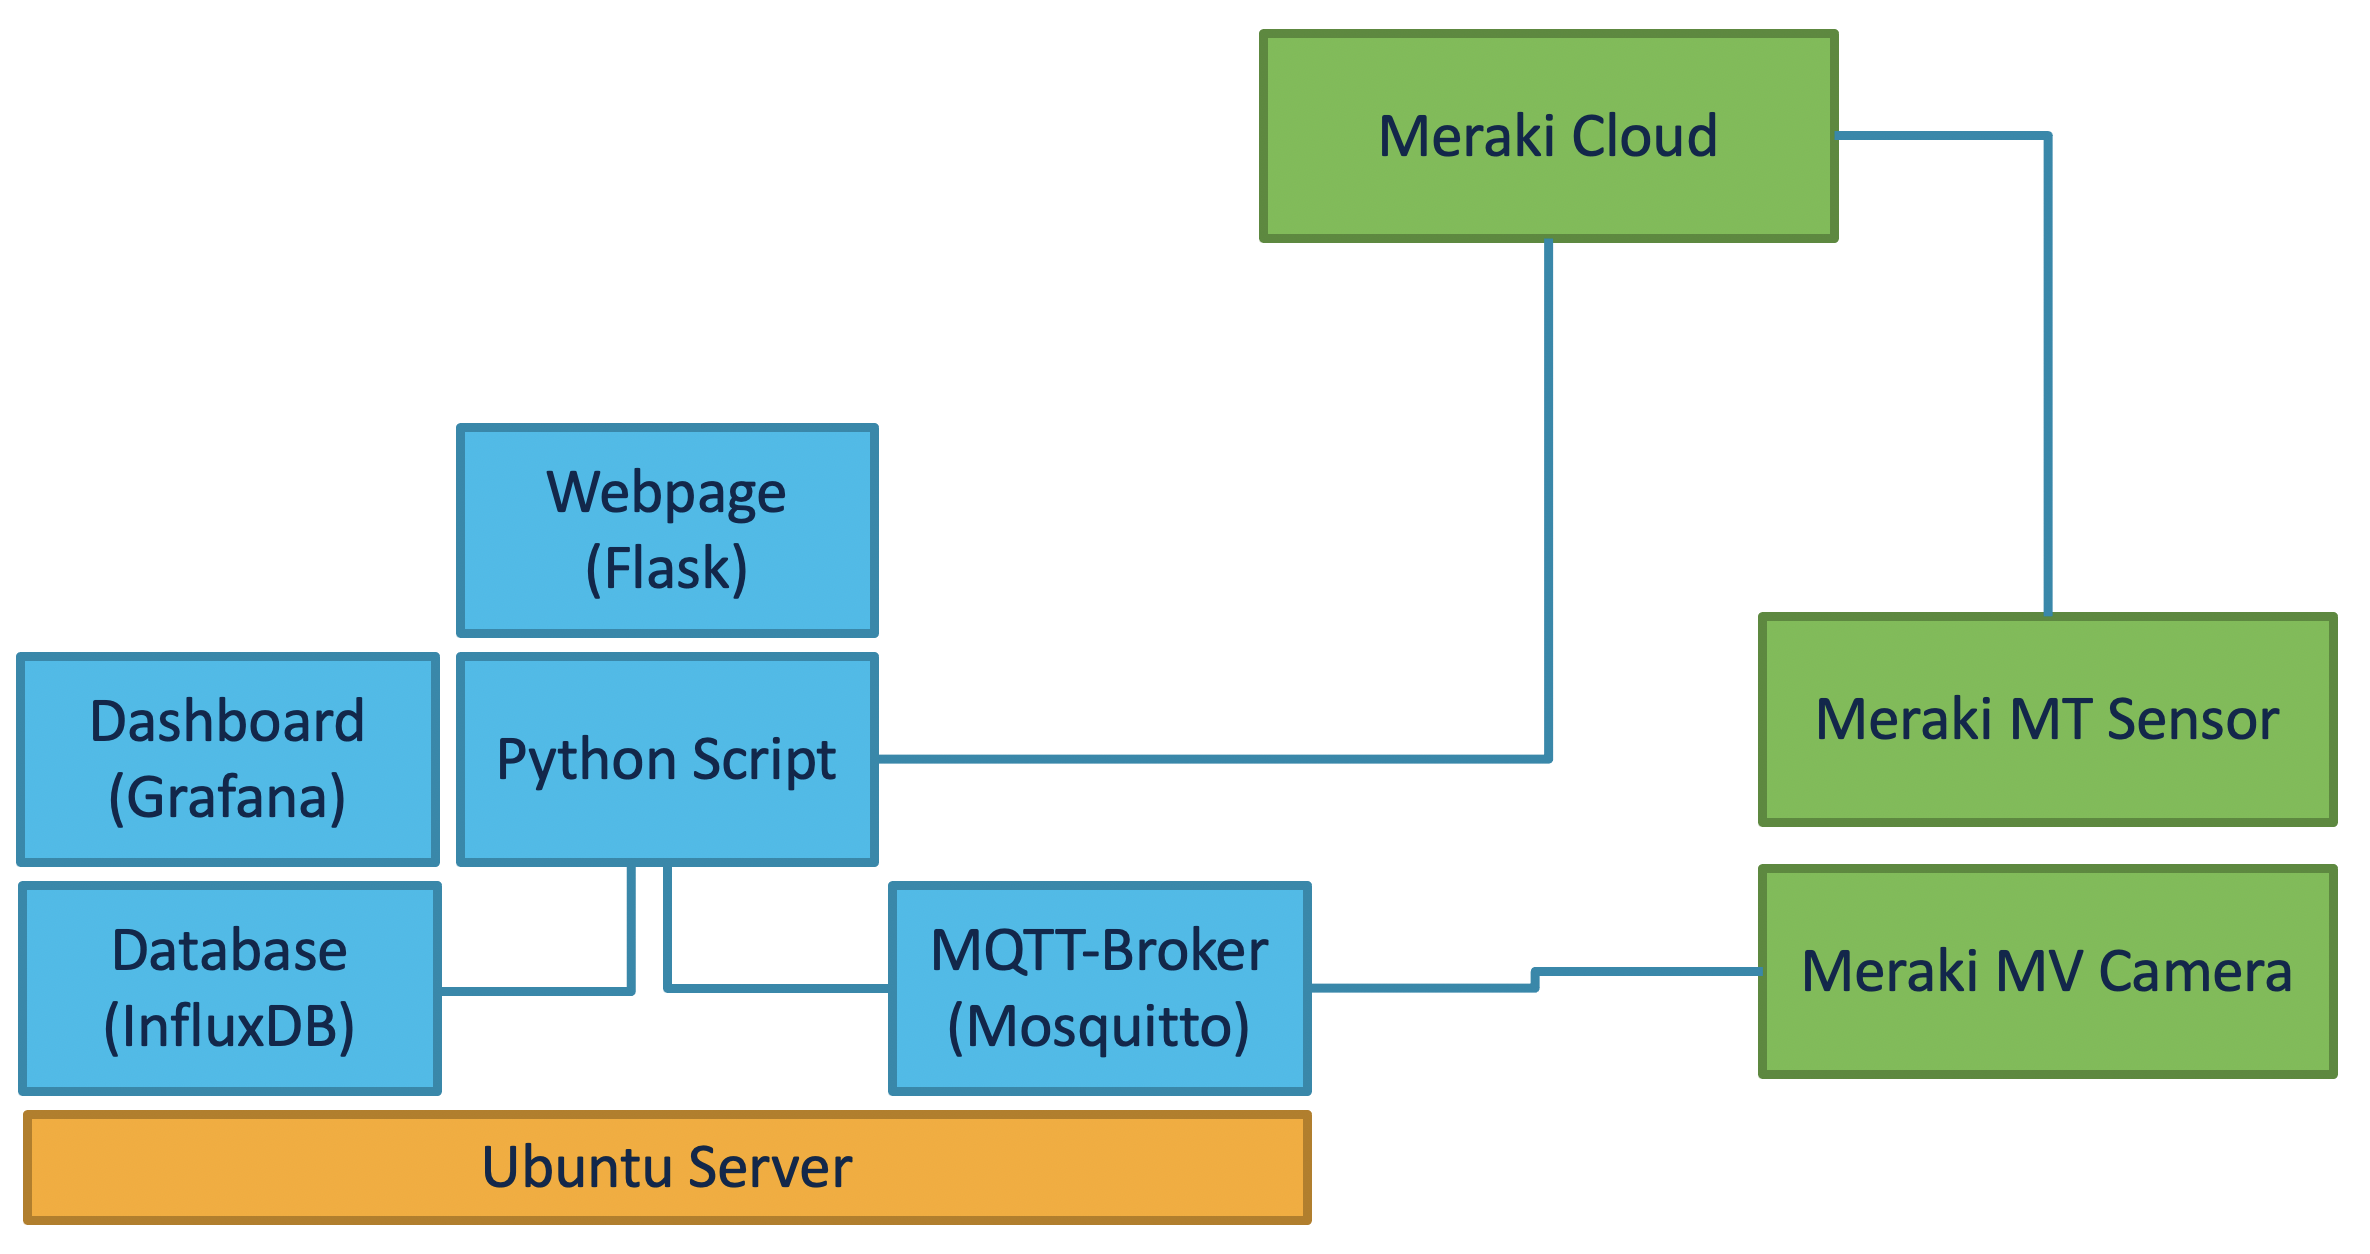 Meraki Cloud
Webpage
(Flask)
Dashboard
(Grafana)
Python Script
Meraki MT Sensor
Database
(InfluxDB)
MQTT-Broker
(Mosquitto)
Meraki MV Camera
Ubuntu Server